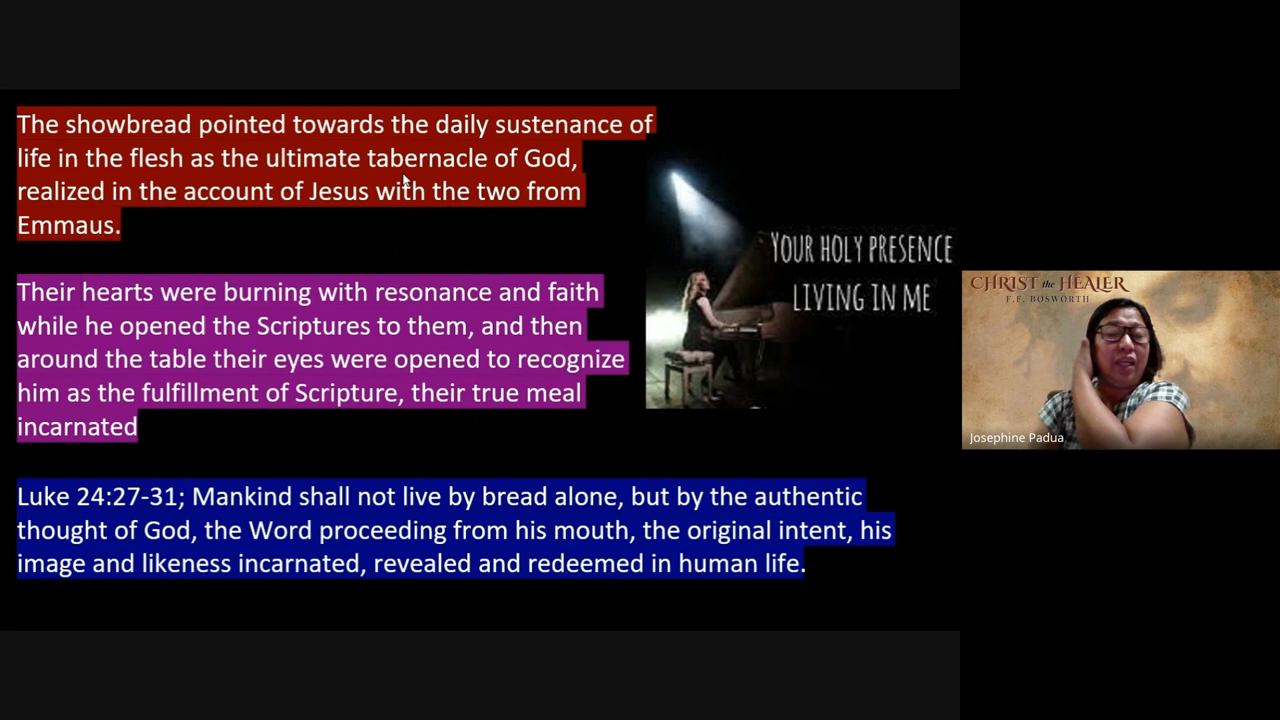 The showbread pointed towards the daily sustenance of
life in the flesh as the ultimate tabernacle of God,
realized in the account of Jesus with the two from
Emmaus.
Their hearts were burning with resonance and faith
while he opened the Scriptures to them, and then
around the table their eyes were opened to recognize
him as the fulfillment of Scripture, their true meal
incarnated
Luke 24:27-31; Mankind shall not live by bread alone, but by the authentic
thought of God, the Word proceeding from his mouth, the original intent, his
image and likeness incarnated, revealed and redeemed in human life.
YOUR HOLY PRESENCE
LIVING IN ME
CHRIST the HEALER
F.F. BOSWORTH
Josephine Padua